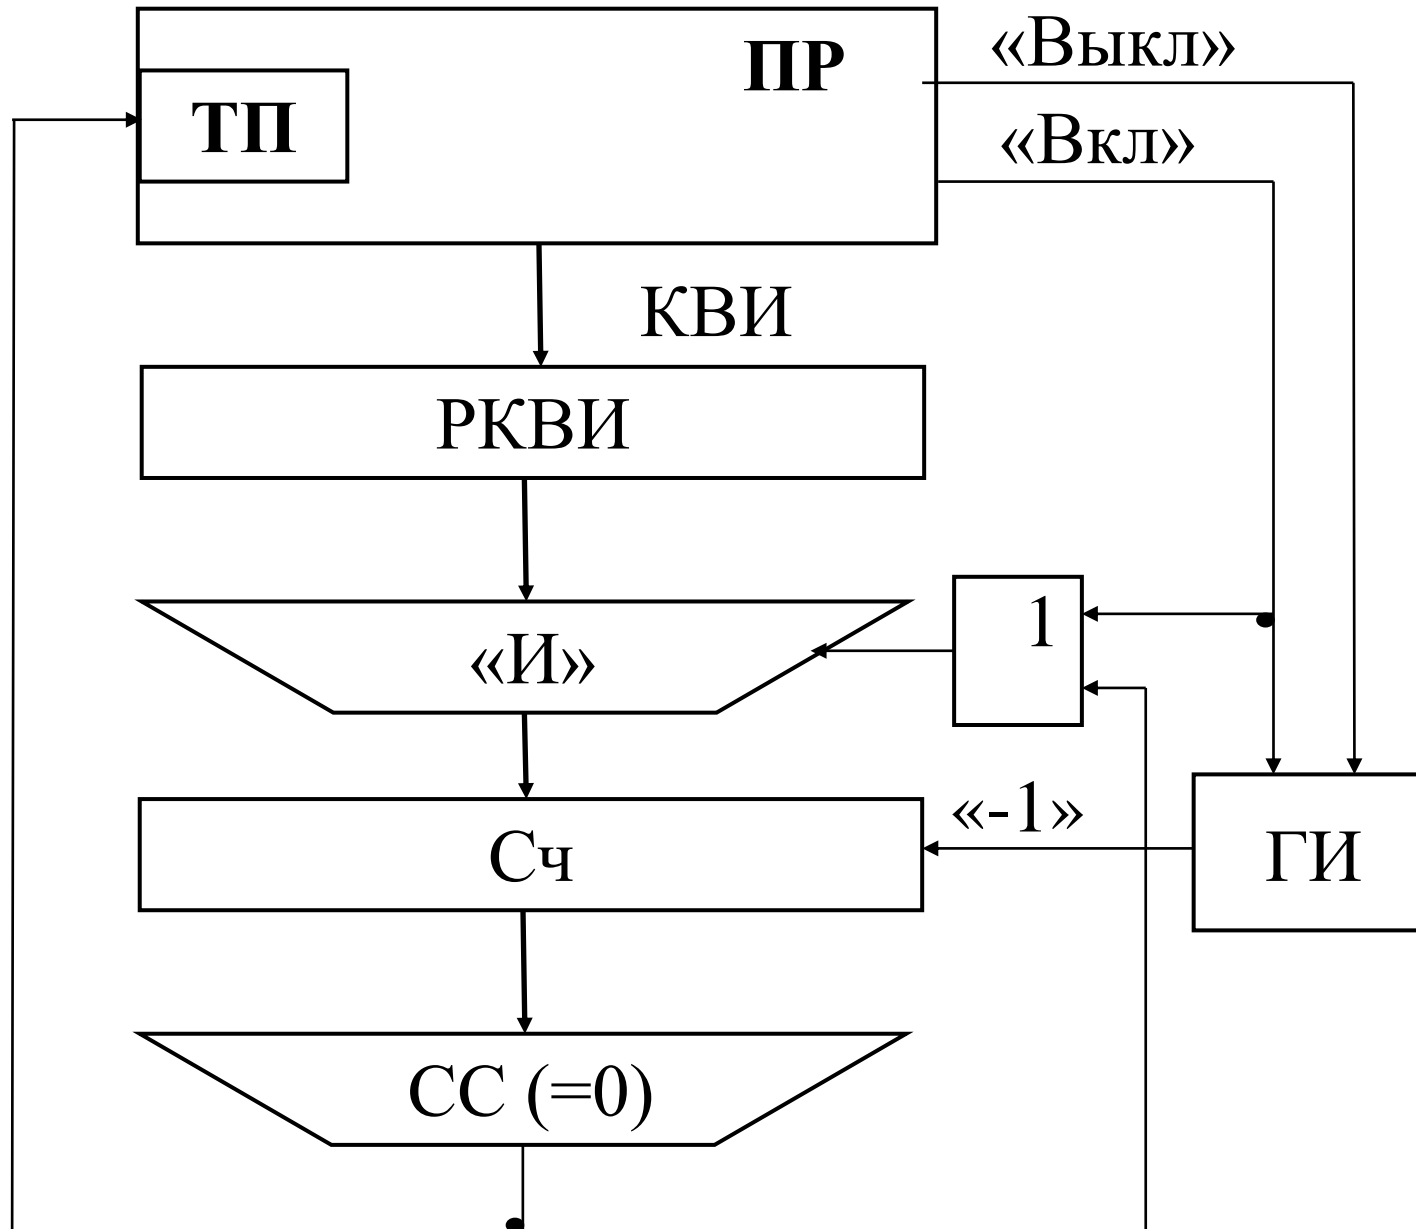 «Выкл»
ПР
ТП
«Вкл»
КВИ
РКВИ
1
«И»
«-1»
Сч
ГИ
СС (=0)